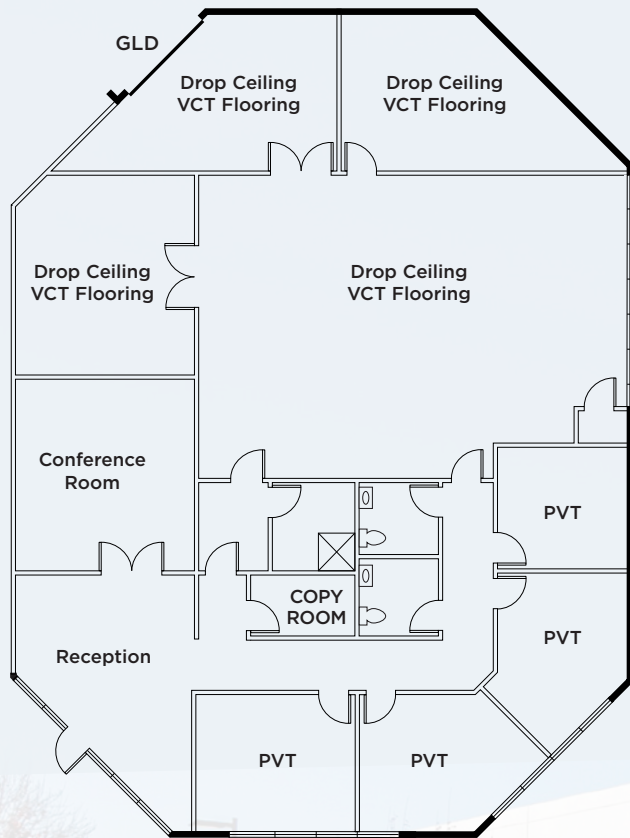 GLD
Drop Ceiling
VCT Flooring
Drop Ceiling
VCT Flooring
Drop Ceiling
VCT Flooring
Drop Ceiling
VCT Flooring
Conference
Room
PVT
COPY
ROOM
PVT
Reception
PVT
PVT